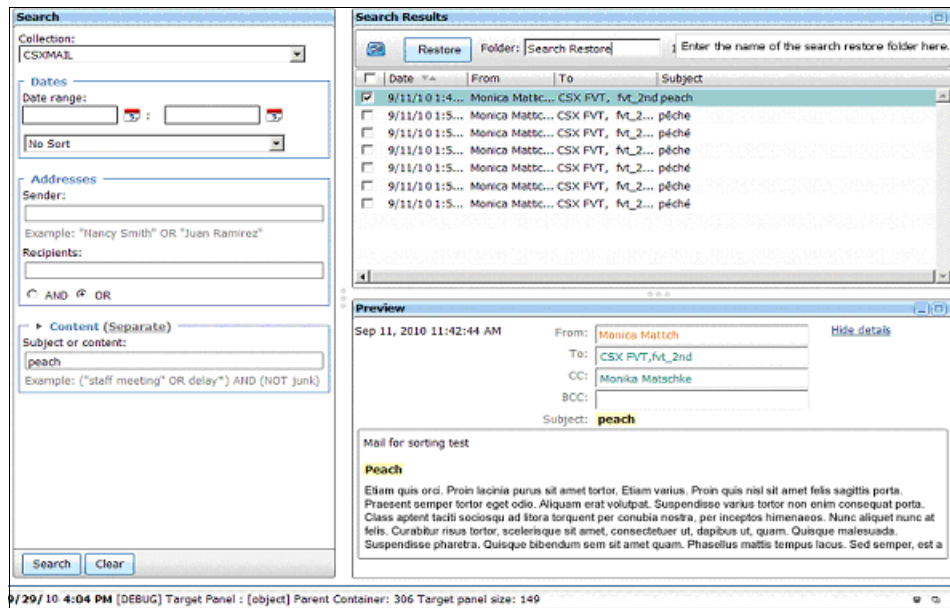 Search
Collection:
CSXMAIL
Dates
Date range:
:
No Sort
Addresses
Sender:
Example: "Nancy Smith" OR "Juan Ramirez"
Recipients:
AND OR
Content (Separate)
Subject or content:
peach
Example: ("staff meeting" OR delay*) AND (NOT junk)
Search Clear
Search Results
Restore Folder: Search Restore Enter the name of the search restore folder here.
Date From To Subject
9/11/10 1:4... Monica Mattc... CSX FVT, fvt_2nd peach
9/11/10 1:5... Monica Mattc... CSX FVT, fvt_2... pêche
9/11/10 1:5... Monica Mattc... CSX FVT, fvt_2... péché
9/11/10 1:5... Monica Mattc... CSX FVT, fvt_2... pêche
9/11/10 1:5... Monica Mattc... CSX FVT, fvt_2... péché
9/11/10 1:5... Monica Mattc... CSX FVT, fvt_2... péché
9/11/10 1:5... Monica Mattc... CSX FVT, fvt_2... péché
Preview
Sep 11, 2010 11:42:44 AM From: Monica Mattch Hide details
To: CSX FVT,fvt_2nd
CC: Monika Matschke
BCC:
Subject: peach
Mail for sorting test
Peach
Etiam quis orci. Proin lacinia purus sit amet tortor. Etiam varius. Proin quis nisl sit amet felis sagittis porta.
Praesent semper tortor eget odio. Aliquam erat volutpat. Suspendisse varius tortor non enim consequat porta.
Class aptent taciti sociosqu ad litora torquent per conubia nostra, per inceptos himenaeos. Nunc aliquet nunc at
felis. Curabitur risus tortor, scelerisque sit amet, consectetuer ut, dapibus ut, quam. Quisque malesuada.
Suspendisse pharetra. Quisque bibendum sem sit amet quam. Phasellus mattis tempus lacus. Sed semper, est a
9/29/10 4:04 PM [DEBUG] Target Panel : [object] Parent Container: 306 Target panel size: 149